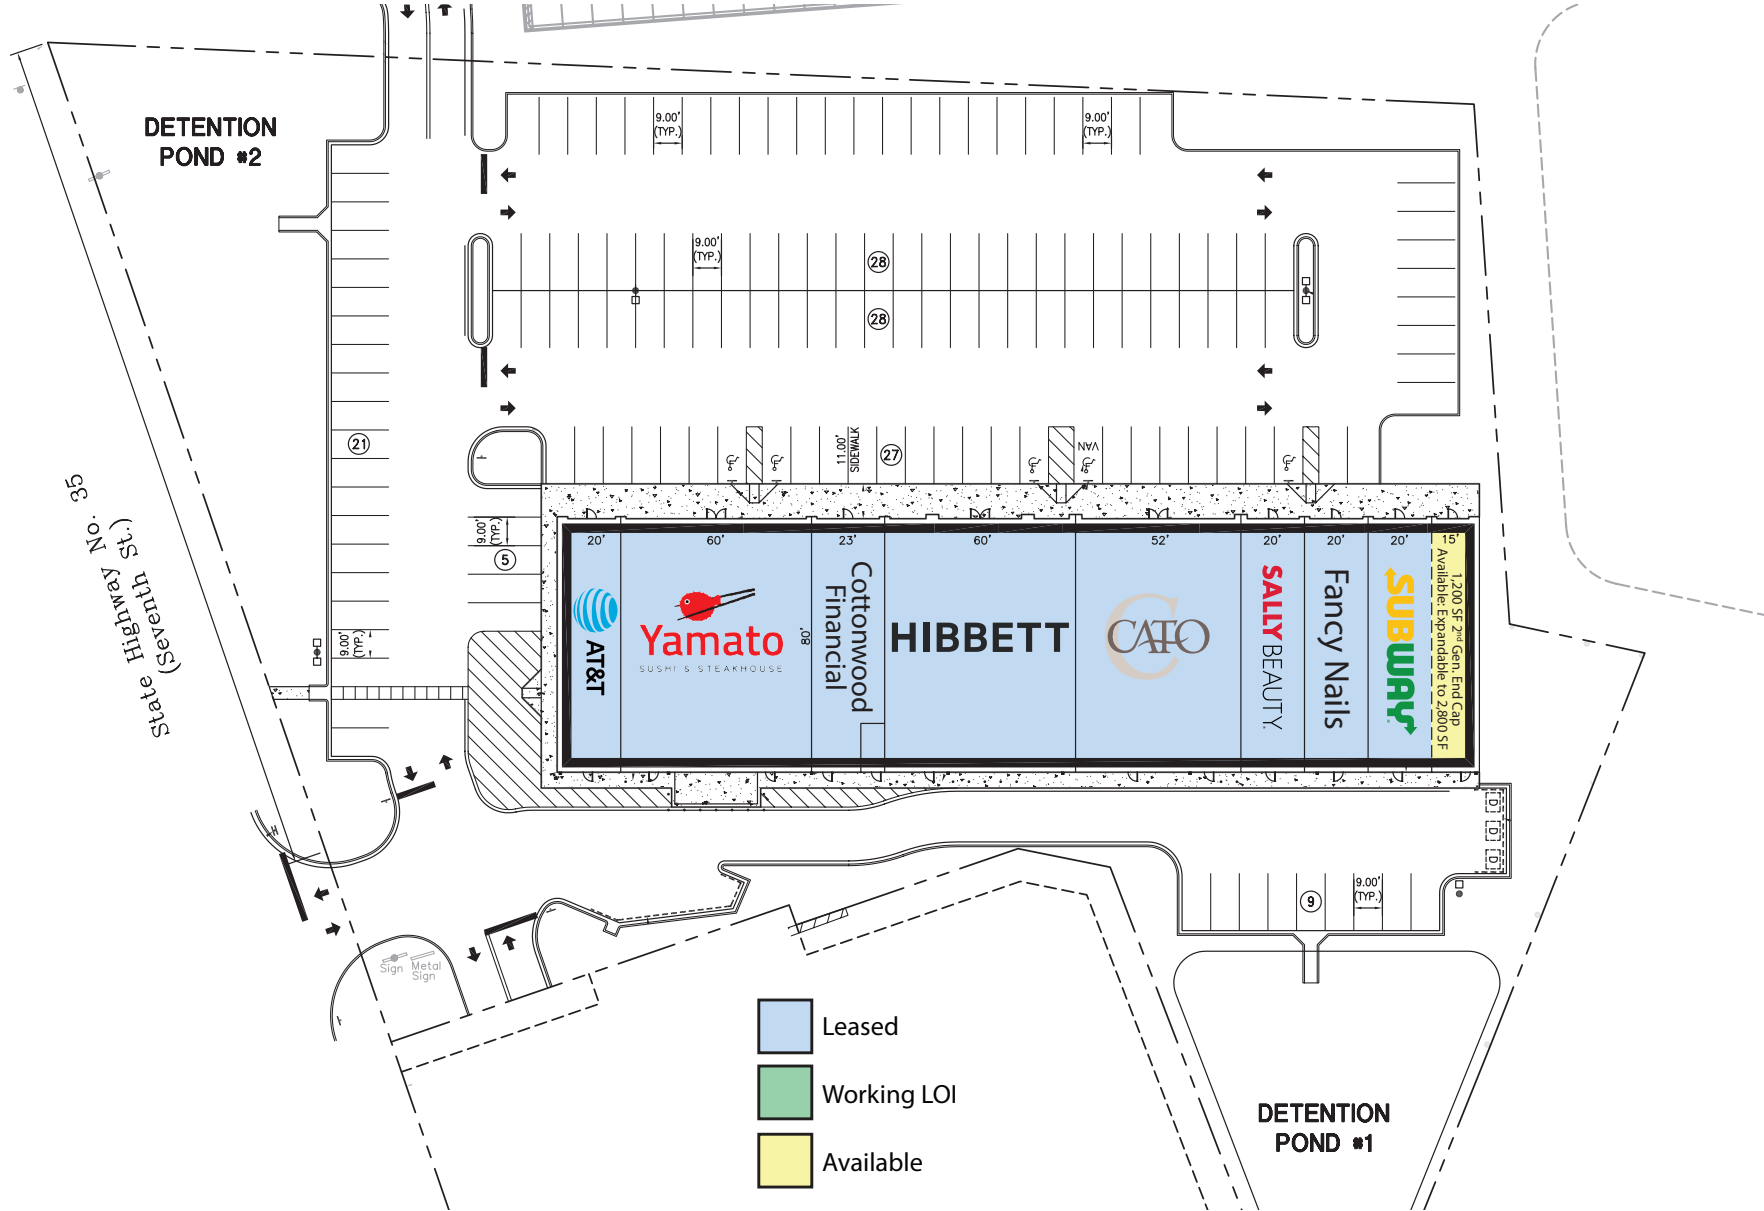 DETENTION
POND #2
9.00'
(TYP.)
9.00'
(TYP.)
9.00'
(TYP.)
28
28
21
11.00'
SIDEWALK
27
VAN
State Highway No. 35
(Seventh St.)
9.00'
(TYP.)
5
9.00'
(TYP.)
20'
60'
23'
60'
52'
20'
20'
20'
15'
80'
AT&T
Yamato
SUSHI & STEAKHOUSE
Cottonwood
Financial
HIBBETT
CATO
C
SALLY BEAUTY.
Fancy Nails
SUBWAY
1,200 SF 2nd Gen. End Cap
Available: Expandable to 2,800 SF
D
D
D
9
9.00'
(TYP.)
H
Sign
Metal
Sign
Leased
Working LOI
Available
DETENTION
POND #1